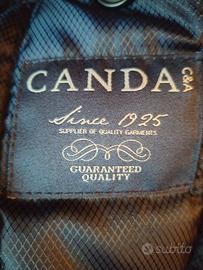 CANDA
C&A
Since 1925
SUPPLIER OF QUALITY GARMENTS
GUARANTEED
QUALITY
subito